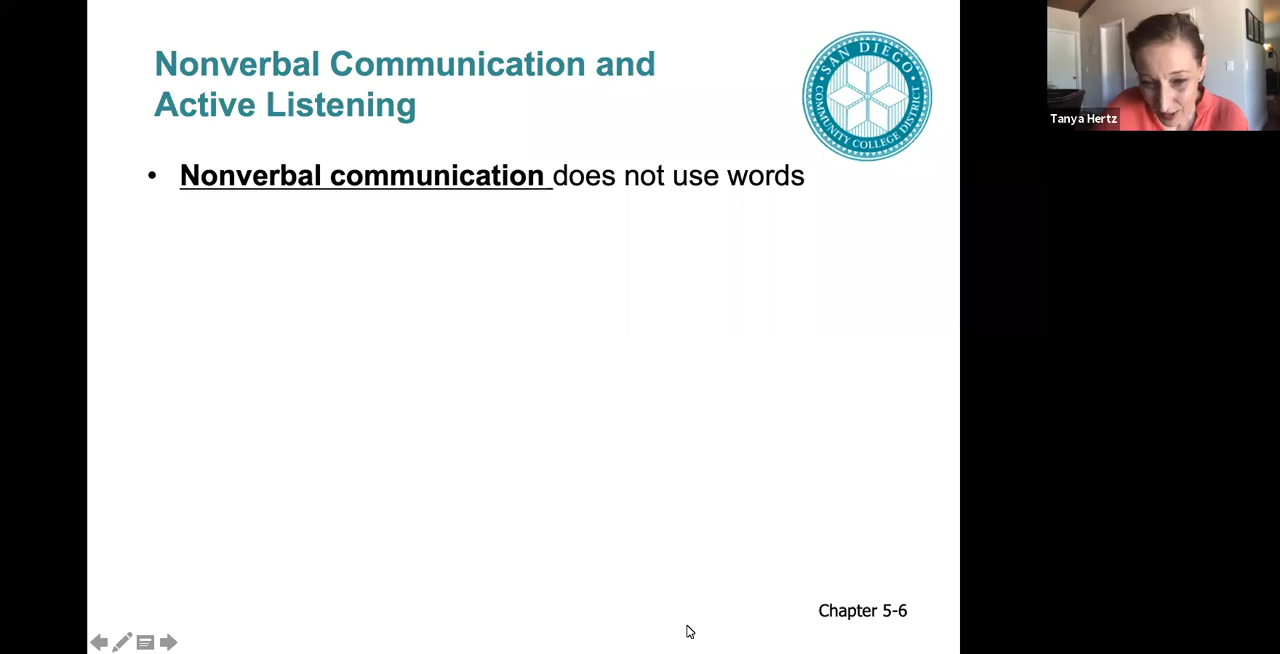 Nonverbal Communication and
Active Listening
SAN DIEGO
COMMUNITY COLLEGE DISTRICT
• Nonverbal communication does not use words
Tanya Hertz
Chapter 5-6